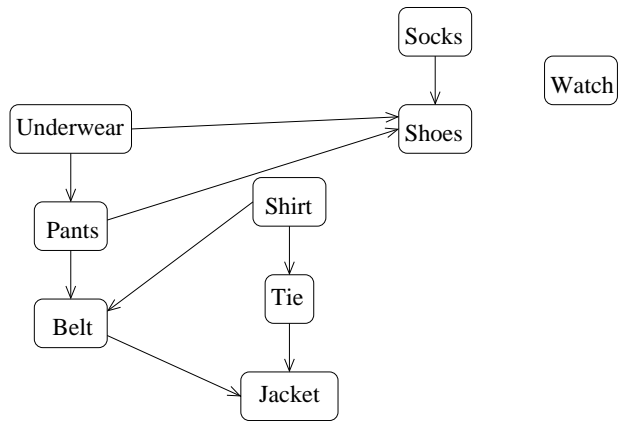 Socks
Watch
Underwear
Shoes
Shirt
Pants
Tie
Belt
Jacket